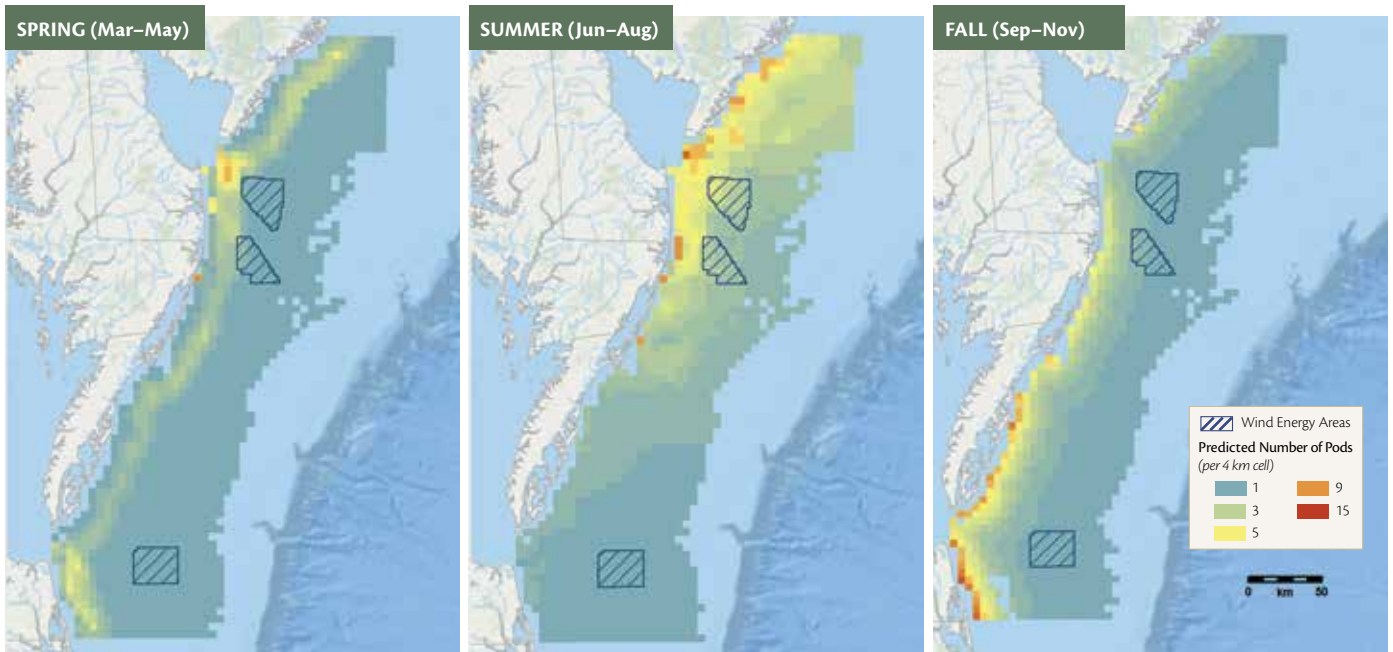 SPRING (Mar–May)
SUMMER (Jun–Aug)
FALL (Sep–Nov)
Wind Energy Areas
Predicted Number of Pods
(per 4 km cell)
1 9
3 15
5
0 km 50